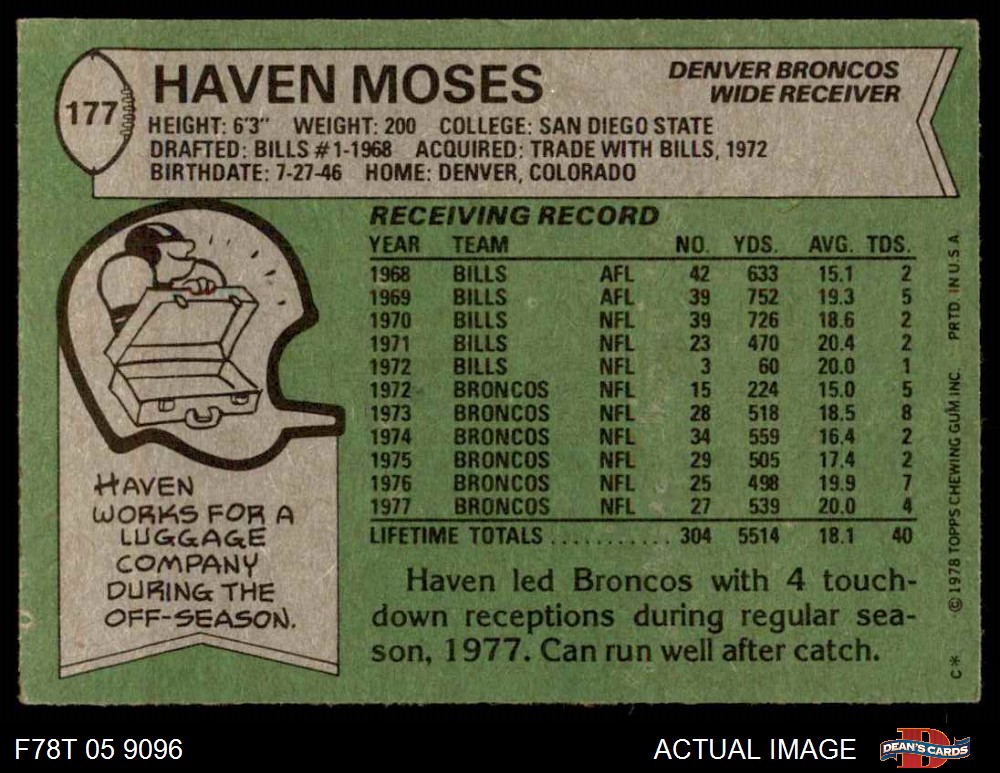 177
HAVEN MOSES
DENVER BRONCOS
WIDE RECEIVER
HEIGHT: 6'3" WEIGHT: 200 COLLEGE: SAN DIEGO STATE
DRAFTED: BILLS #1-1968 ACQUIRED: TRADE WITH BILLS, 1972
BIRTHDATE: 7-27-46 HOME: DENVER, COLORADO
RECEIVING RECORD
YEAR TEAM NO. YDS. AVG. TDS.
1968 BILLS AFL 42 633 15.1 2
1969 BILLS AFL 39 752 19.3 5
1970 BILLS NFL 39 726 18.6 2
1971 BILLS NFL 23 470 20.4 2
1972 BILLS NFL 3 60 20.0 1
1972 BRONCOS NFL 15 224 15.0 5
1973 BRONCOS NFL 28 518 18.5 8
1974 BRONCOS NFL 34 559 16.4 2
1975 BRONCOS NFL 29 505 17.4 2
1976 BRONCOS NFL 25 498 19.9 7
1977 BRONCOS NFL 27 539 20.0 4
LIFETIME TOTALS ........... 304 5514 18.1 40
Haven led Broncos with 4 touch-
down receptions during regular sea-
son, 1977. Can run well after catch.
HAVEN
WORKS FOR A
LUGGAGE
COMPANY
DURING THE
OFF-SEASON.
C* © 1978 TOPPS CHEWING GUM INC. PRTD. IN U.S.A.
F78T 05 9096
ACTUAL IMAGE
D
DEAN'S CARDS